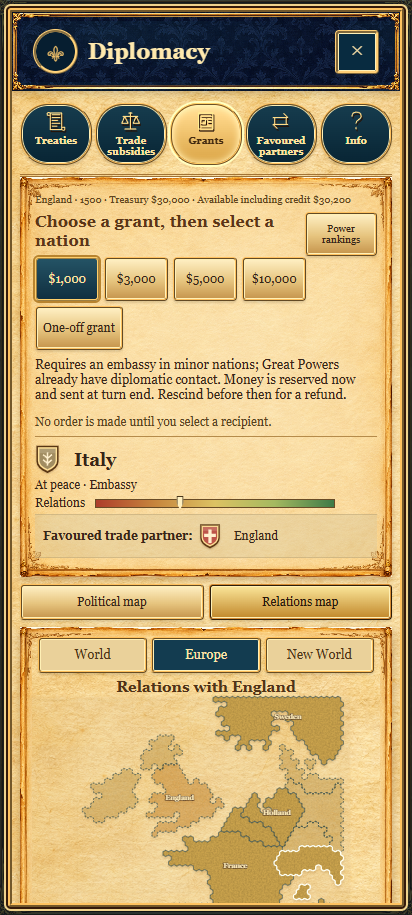 Diplomacy
×
Treaties
Trade
subsidies
Grants
Favoured
partners
Info
England · 1500 · Treasury $30,000 · Available including credit $30,200
Choose a grant, then select a
nation
Power
rankings
$1,000
$3,000
$5,000
$10,000
One-off grant
Requires an embassy in minor nations; Great Powers
already have diplomatic contact. Money is reserved now
and sent at turn end. Rescind before then for a refund.
No order is made until you select a recipient.
Italy
At peace · Embassy
Relations
Favoured trade partner: England
Political map
Relations map
World
Europe
New World
Relations with England
Sweden
England
Holland
France